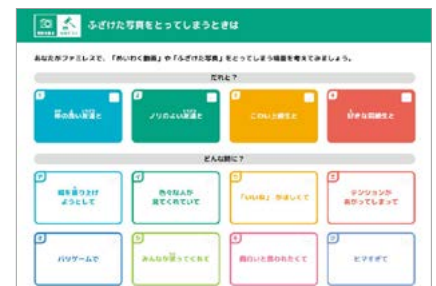 ふざけた写真をとってしまうときは
あなたがファミレスで、「めいわく動画」や「ふざけた写真」をとってしまう場面を考えてみましょう。
だれと？
仲の良い友達と
ノリのよい友達と
こわい上級生と
好きな同級生と
どんな時に？
場を盛り上げ
ようとして
色々な人が
見てくれていて
「いいね」がほしくて
テンションが
あがってしまって
バツゲームで
みんなが笑ってくれて
面白いと思われたくて
ヒマすぎて